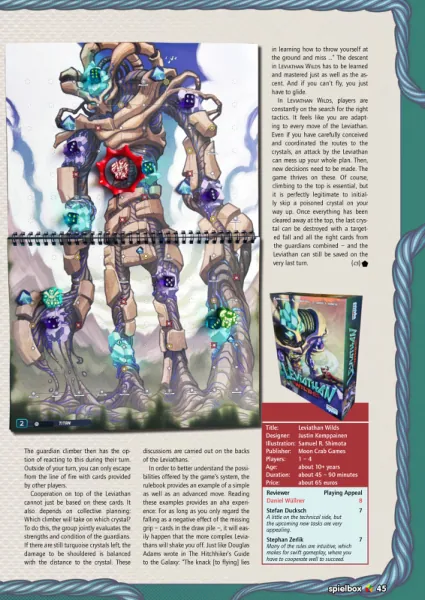 in learning how to throw yourself at
the ground and miss ..." The descent
in LEVIATHAN WILDS has to be learned
and mastered just as well as the as-
cent. And if you can't fly, you just
have to glide.
In LEVIATHAN WILDS, players are
constantly on the search for the right
tactics. It feels like you are adapt-
ing to every move of the Leviathan.
Even if you have carefully conceived
and coordinated the routes to the
crystals, an attack by the Leviathan
can mess up your whole plan. Then,
new decisions need to be made. The
game thrives on these. Of course,
climbing to the top is essential, but
it is perfectly legitimate to initial-
ly skip a poisoned crystal on your
way up. Once everything has been
cleared away at the top, the last crys-
tal can be destroyed with a target-
ed fall and all the right cards from
the guardians combined – and the
Leviathan can still be saved on the
very last turn.
2
LEVIATHAN
The guardian climber then has the op-
tion of reacting to this during their turn.
Outside of your turn, you can only escape
from the line of fire with cards provided
by other players.
Cooperation on top of the Leviathan
cannot just be based on these cards. It
also depends on collective planning:
Which climber will take on which crystal?
To do this, the group jointly evaluates the
strengths and condition of the guardians.
If there are still turquoise crystals left, the
damage to be shouldered is balanced
with the distance to the crystal. These
discussions are carried out on the backs
of the Leviathans.
In order to better understand the possi-
bilities offered by the game's system, the
rulebook provides an example of a simple
as well as an advanced move. Reading
these examples provides an aha experi-
ence: For as long as you only regard the
falling as a negative effect of the missing
grip – cards in the draw pile –, it will eas-
ily happen that the more complex Levia-
thans will shake you off. Just like Douglas
Adams wrote in The Hitchhiker's Guide
to the Galaxy: "The knack [to flying] lies
Title: Leviathan Wilds
Designer: Justin Kemppainen
Illustration: Samuel R. Shimota
Publisher: Moon Crab Games
Players: 1 – 4
Age: about 10+ years
Duration: about 45 – 90 minutes
Price: about 65 euros
Reviewer Playing Appeal
Daniel Wüllner 8
Stefan Ducksch 7
A little on the technical side, but
the upcoming new tasks are very
appealing.
Stephan Zerlik 7
Many of the rules are intuitive, which
makes for swift gameplay, where you
have to cooperate well to succeed.
spielbox 45